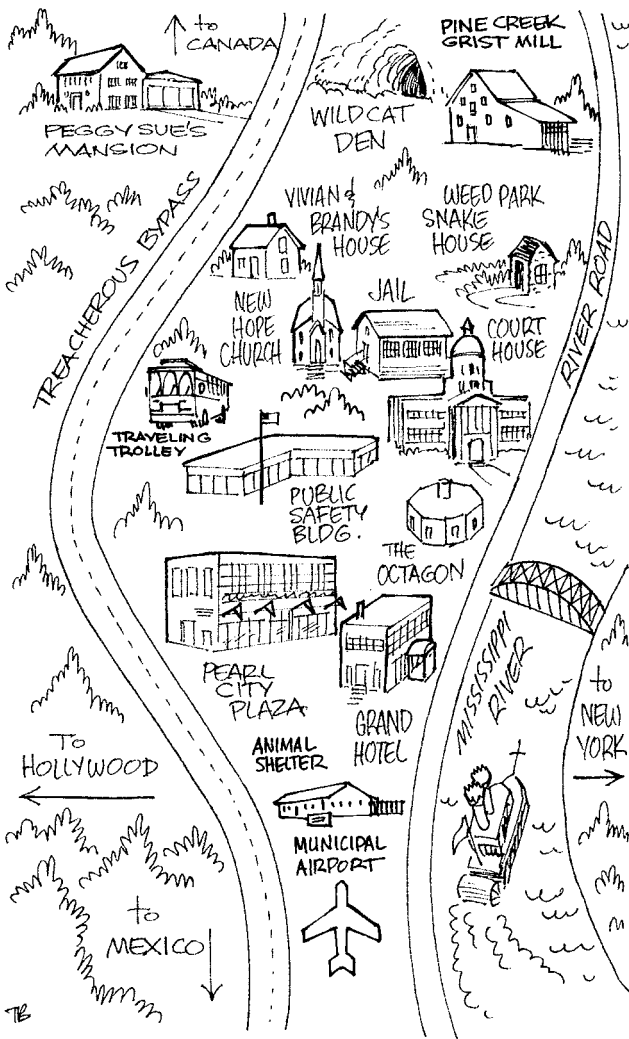 to
CANADA
PINE CREEK
GRIST MILL
PEGGY SUE'S
MANSION
WILDCAT
DEN
TREACHEROUS BYPASS
VIVIAN &
BRANDY'S
HOUSE
WEED PARK
SNAKE
HOUSE
RIVER ROAD
NEW
HOPE
CHURCH
JAIL
COURT
HOUSE
TRAVELING
TROLLEY
PUBLIC
SAFETY
BLDG.
THE
OCTAGON
PEARL
CITY
PLAZA
GRAND
HOTEL
MISSISSIPPI
RIVER
to
NEW
YORK
To
HOLLYWOOD
ANIMAL
SHELTER
MUNICIPAL
AIRPORT
to
MEXICO
TB